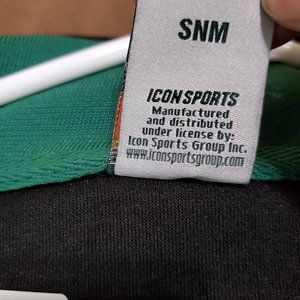 SNM
ICON SPORTS
Manufactured
and distributed
under license by:
Icon Sports Group Inc.
www.iconsportsgroup.com